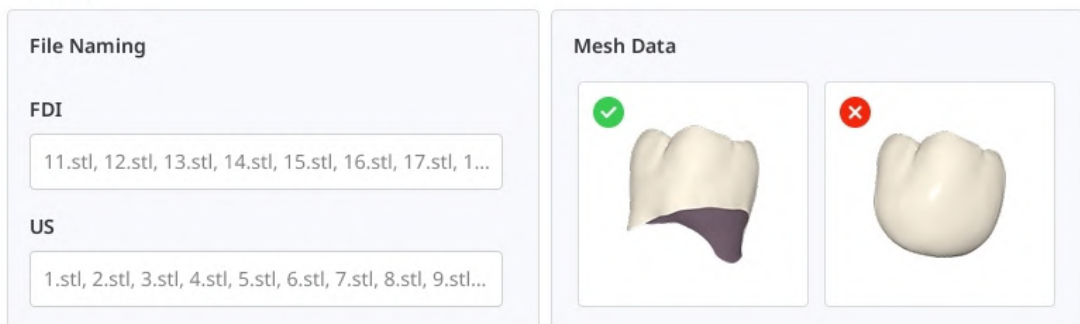 File Naming
FDI
11.stl, 12.stl, 13.stl, 14.stl, 15.stl, 16.stl, 17.stl, 1...
US
1.stl, 2.stl, 3.stl, 4.stl, 5.stl, 6.stl, 7.stl, 8.stl, 9.stl...
Mesh Data